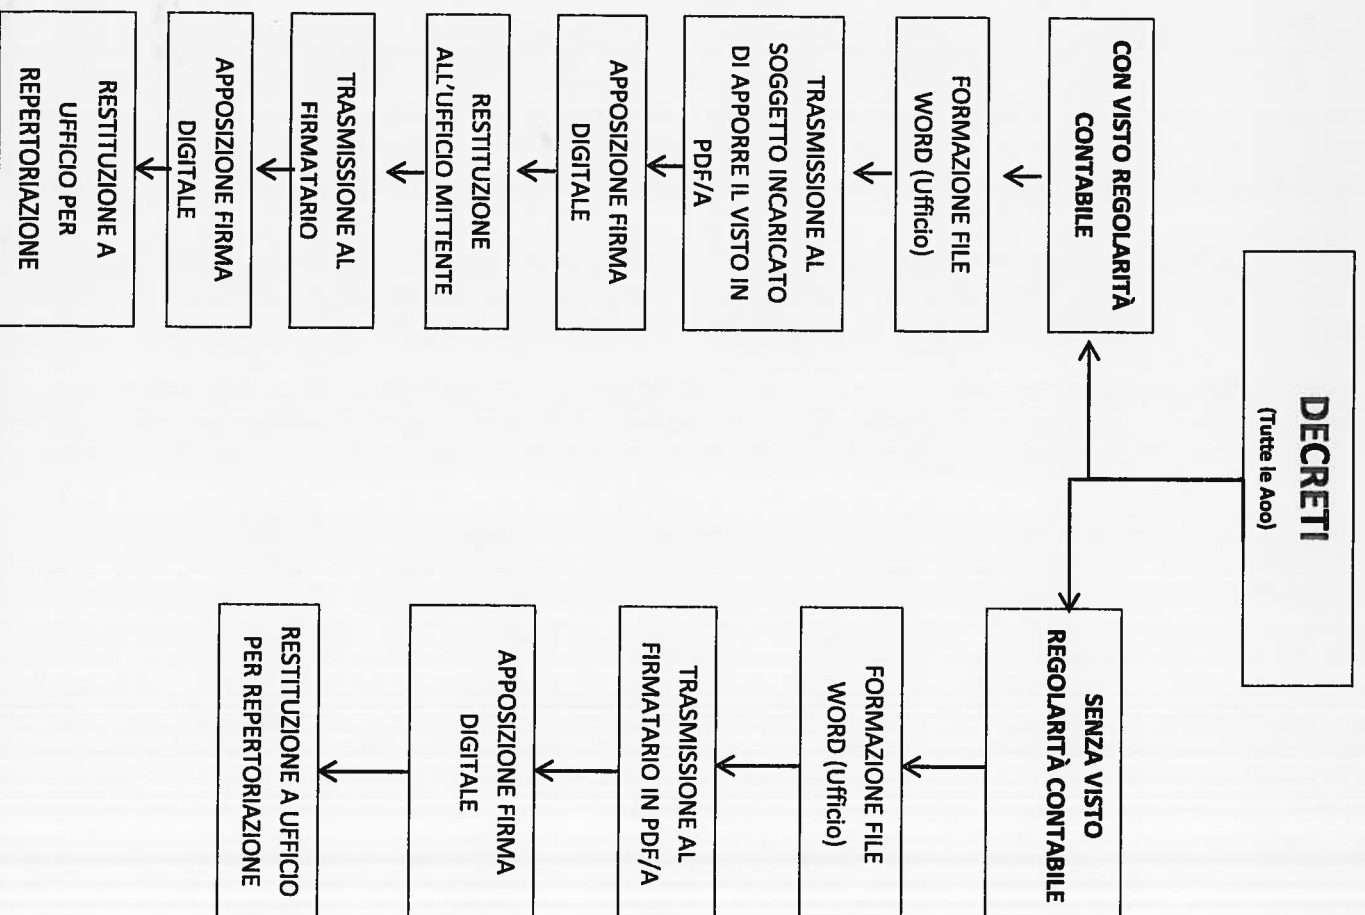 DECRETI
(Tutte le Aoo)
CON VISTO REGOLARITÀ
CONTABILE
FORMAZIONE FILE
WORD (Ufficio)
TRASMISSIONE AL
SOGGETTO INCARICATO
DI APPORRE IL VISTO IN
PDF/A
APPOSIZIONE FIRMA
DIGITALE
RESTITUZIONE
ALL'UFFICIO MITTENTE
TRASMISSIONE AL
FIRMATARIO
APPOSIZIONE FIRMA
DIGITALE
RESTITUZIONE A
UFFICIO PER
REPERTORIAZIONE
SENZA VISTO
REGOLARITÀ CONTABILE
FORMAZIONE FILE
WORD (Ufficio)
TRASMISSIONE AL
FIRMATARIO IN PDF/A
APPOSIZIONE FIRMA
DIGITALE
RESTITUZIONE A UFFICIO
PER REPERTORIAZIONE